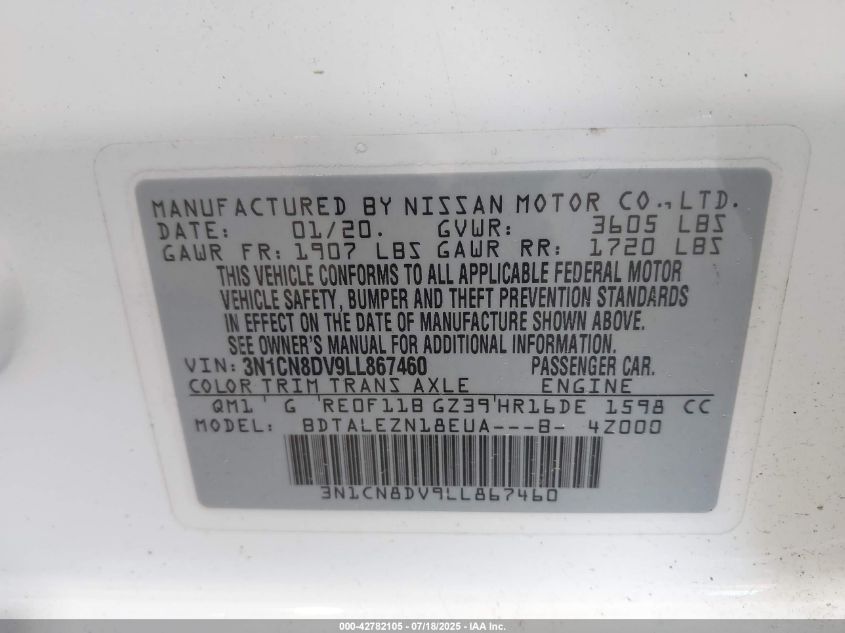 MANUFACTURED BY NISSAN MOTOR CO., LTD.
DATE: 01/20. GVWR: 3605 LBS
GAWR FR: 1907 LBS GAWR RR: 1720 LBS
THIS VEHICLE CONFORMS TO ALL APPLICABLE FEDERAL MOTOR
VEHICLE SAFETY, BUMPER AND THEFT PREVENTION STANDARDS
IN EFFECT ON THE DATE OF MANUFACTURE SHOWN ABOVE.
SEE OWNER'S MANUAL FOR ADDITIONAL INFORMATION.
VIN: 3N1CN8DV9LL867460 PASSENGER CAR.
COLOR TRIM TRANS AXLE ENGINE
QM1 G RE0F11B GZ39 HR16DE 1598 CC
MODEL: BDTALEZN18EUA---B- 4Z000
3N1CN8DV9LL867460
000-42782105 - 07/18/2025 - IAA Inc.